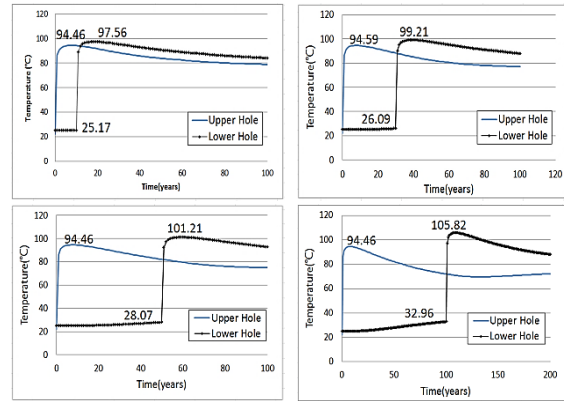 120
94.46 97.56
100
80
60
Temperature(°C)
40
25.17
20
Upper Hole
Lower Hole
0
0 20 40 60 80 100
Time(years)
120
94.59 99.21
100
80
60
Temperature(°C)
40
26.09
20
Upper Hole
Lower Hole
0
0 20 40 60 80 100
Time(years)
120
101.21
94.46
100
80
60
Temperature(°C)
40
28.07
20
Upper Hole
Lower Hole
0
0 20 40 60 80 100
Time(years)
120
105.82
94.46
100
80
60
Temperature(°C)
40
32.96
20
Upper Hole
Lower Hole
0
0 50 100 150 200
Time(years)